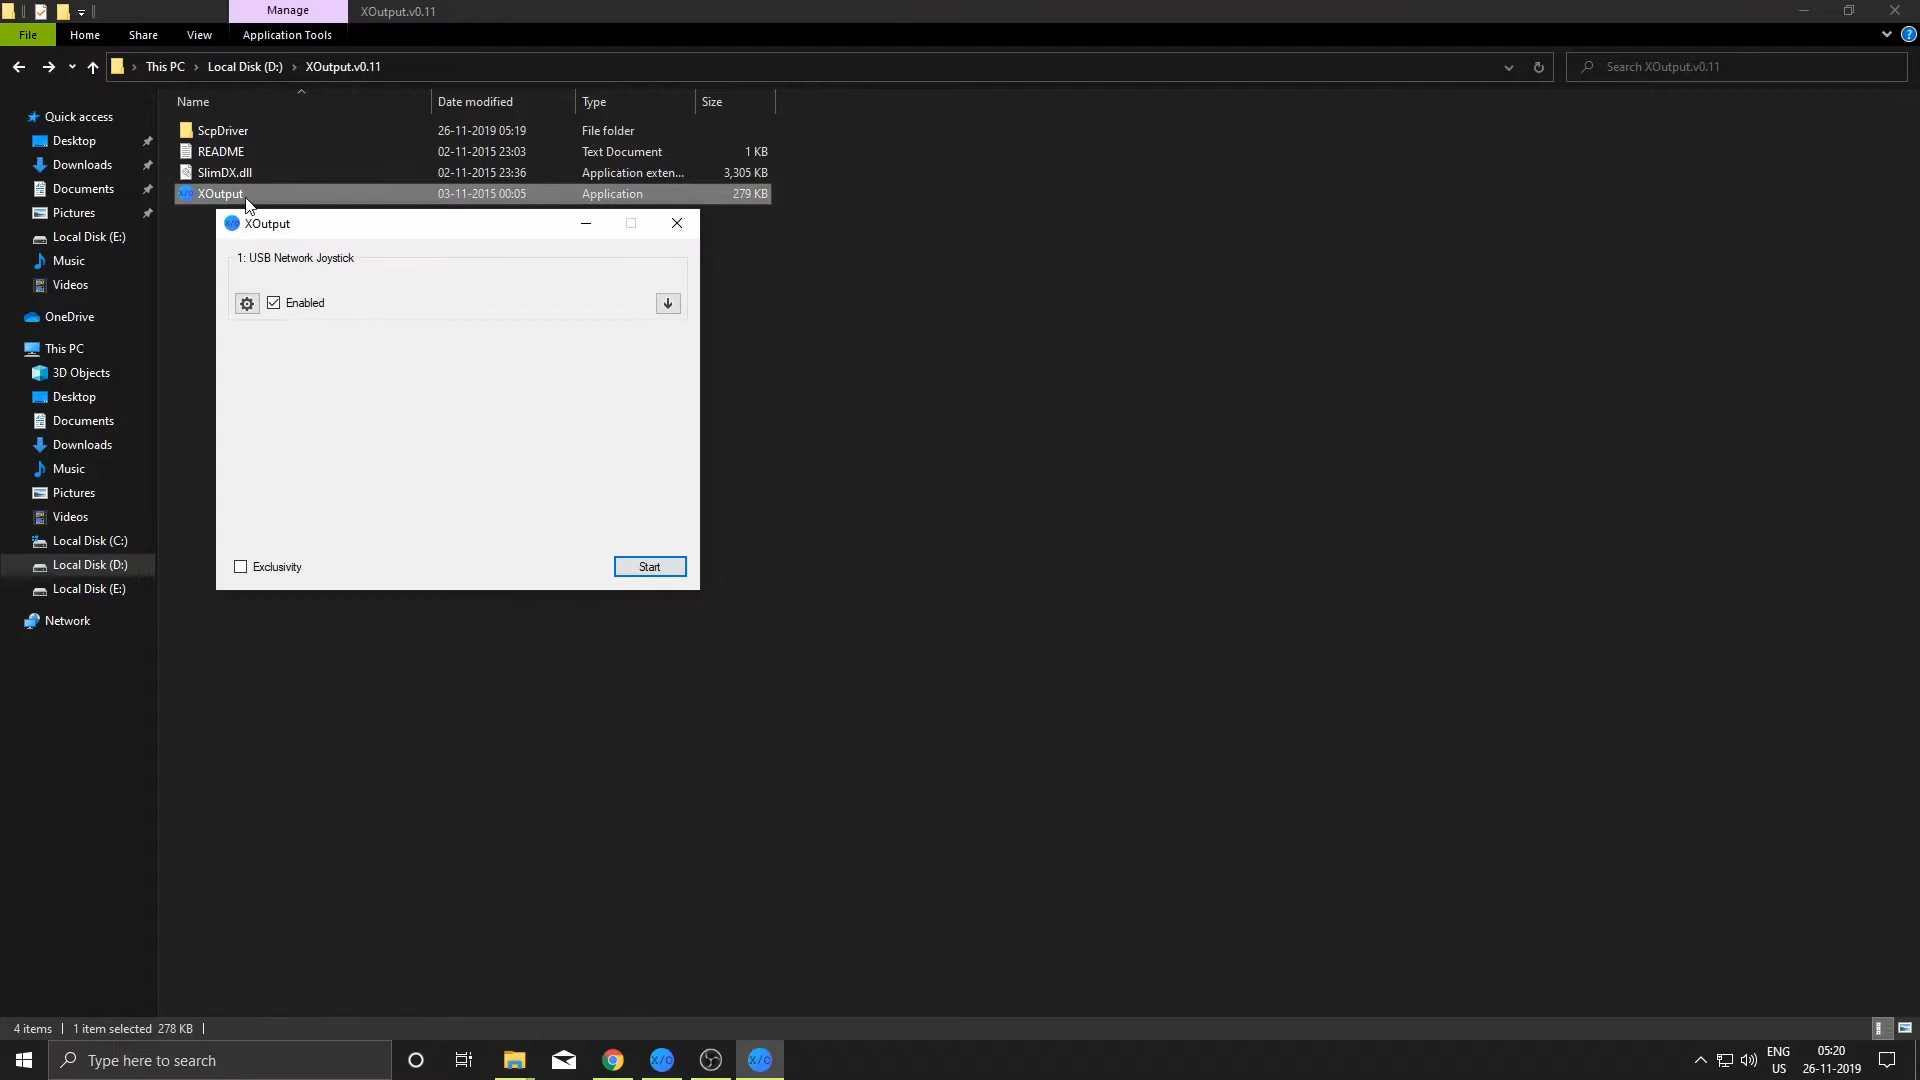 Manage
XOutput.v0.11
File
Home
Share
View
Application Tools
This PC
Local Disk (D:)
XOutput.v0.11
Search XOutput.v0.11
Name
Date modified
Type
Size
ScpDriver
26-11-2019 05:19
File folder
README
02-11-2015 23:03
Text Document
1 KB
SlimDX.dll
02-11-2015 23:36
Application exten...
3,305 KB
XOutput
03-11-2015 00:05
Application
279 KB
Quick access
Desktop
Downloads
Documents
Pictures
Local Disk (E:)
Music
Videos
OneDrive
This PC
3D Objects
Desktop
Documents
Downloads
Music
Pictures
Videos
Local Disk (C:)
Local Disk (D:)
Local Disk (E:)
Network
X/O
XOutput
1: USB Network Joystick
Enabled
Exclusivity
Start
4 items
1 item selected 278 KB
Type here to search
X/O
X/O
ENG
US
05:20
26-11-2019